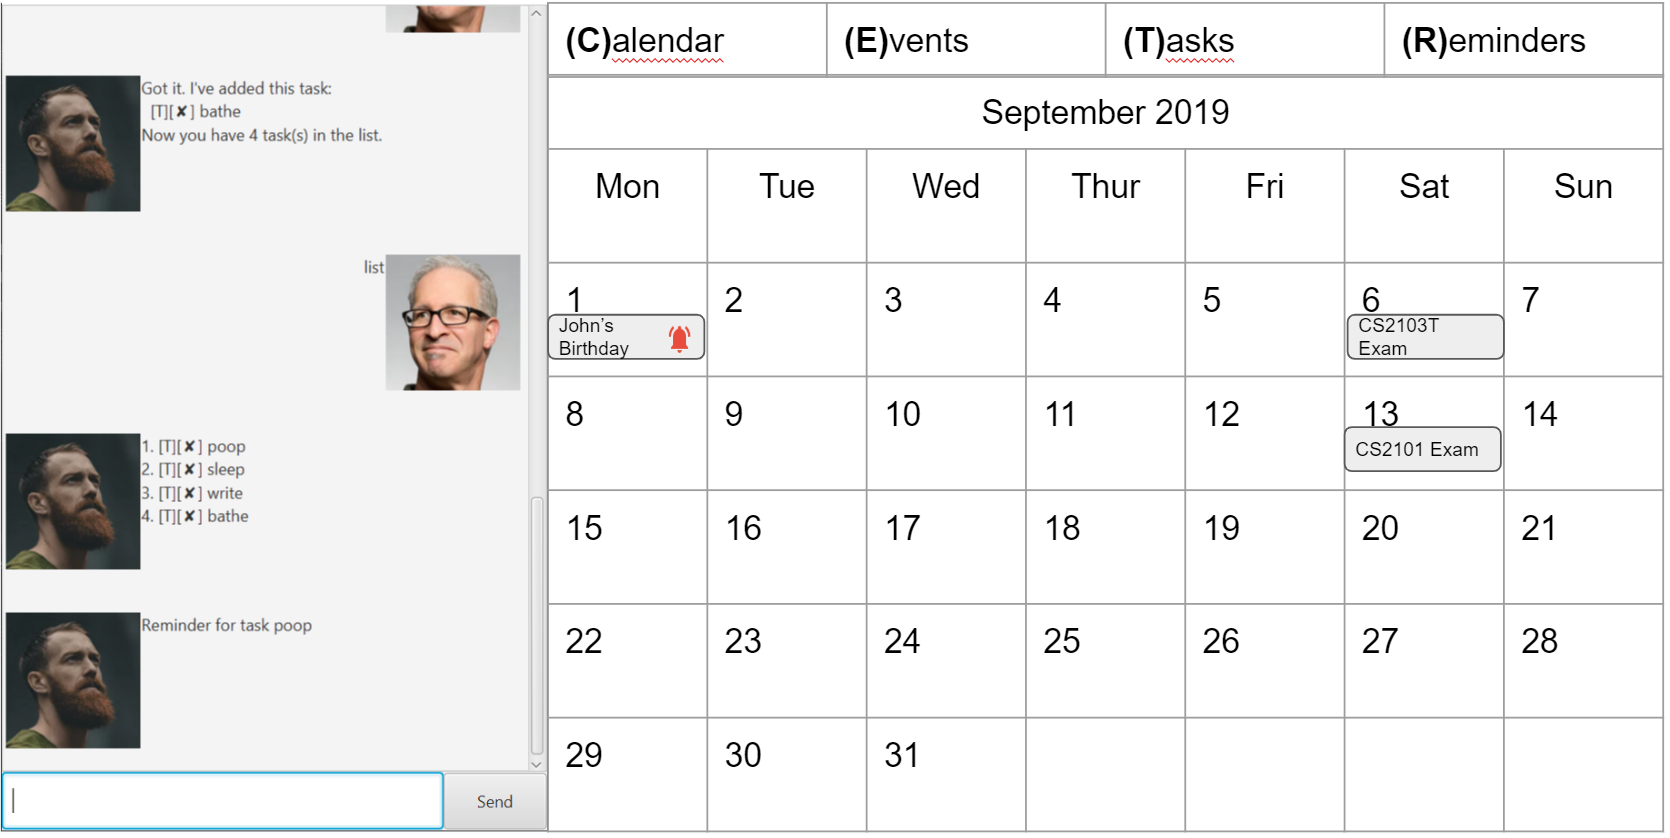 Got it. I've added this task:
[T][✘] bathe
Now you have 4 task(s) in the list.
list
1. [T][✘] poop
2. [T][✘] sleep
3. [T][✘] write
4. [T][✘] bathe
Reminder for task poop
Send
(C)alendar (E)vents (T)asks (R)eminders
September 2019
Mon Tue Wed Thur Fri Sat Sun
1 2 3 4 5 6 7
John's
Birthday
CS2103T
Exam
8 9 10 11 12 13 14
CS2101 Exam
15 16 17 18 19 20 21
22 23 24 25 26 27 28
29 30 31